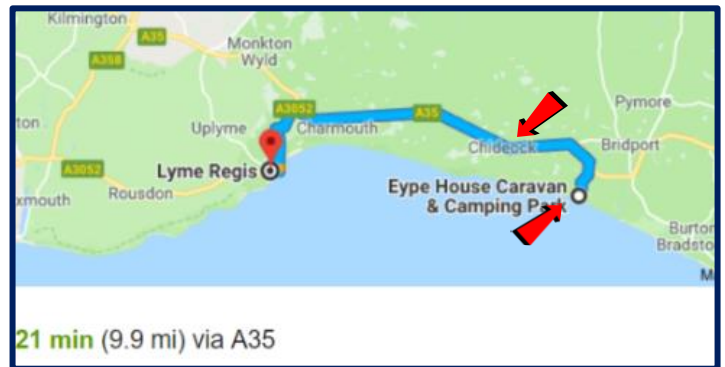 Kilmington
A35
Monkton
Wyld
A358
A3052
A35
Pymore
ton
Uplyme
Charmouth
Chideock
Bridport
A3052
Lyme Regis
Eype House Caravan
& Camping Park
xmouth
Rousdon
Burton
Bradsto
M
21 min (9.9 mi) via A35